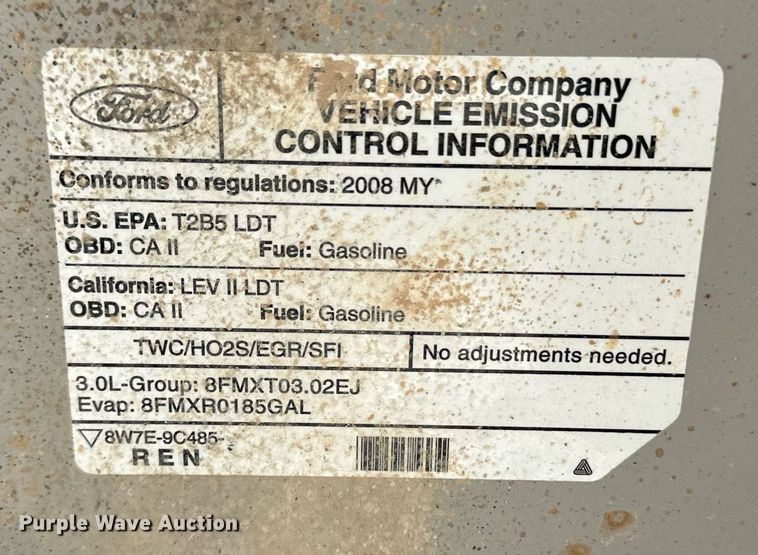 Ford
Ford Motor Company
VEHICLE EMISSION
CONTROL INFORMATION
Conforms to regulations: 2008 MY
U.S. EPA: T2B5 LDT
OBD: CA II Fuel: Gasoline
California: LEV II LDT
OBD: CA II Fuel: Gasoline
TWC/HO2S/EGR/SFI No adjustments needed.
3.0L-Group: 8FMXT03.02EJ
Evap: 8FMXR0185GAL
8W7E-9C485-
REN
Purple Wave Auction